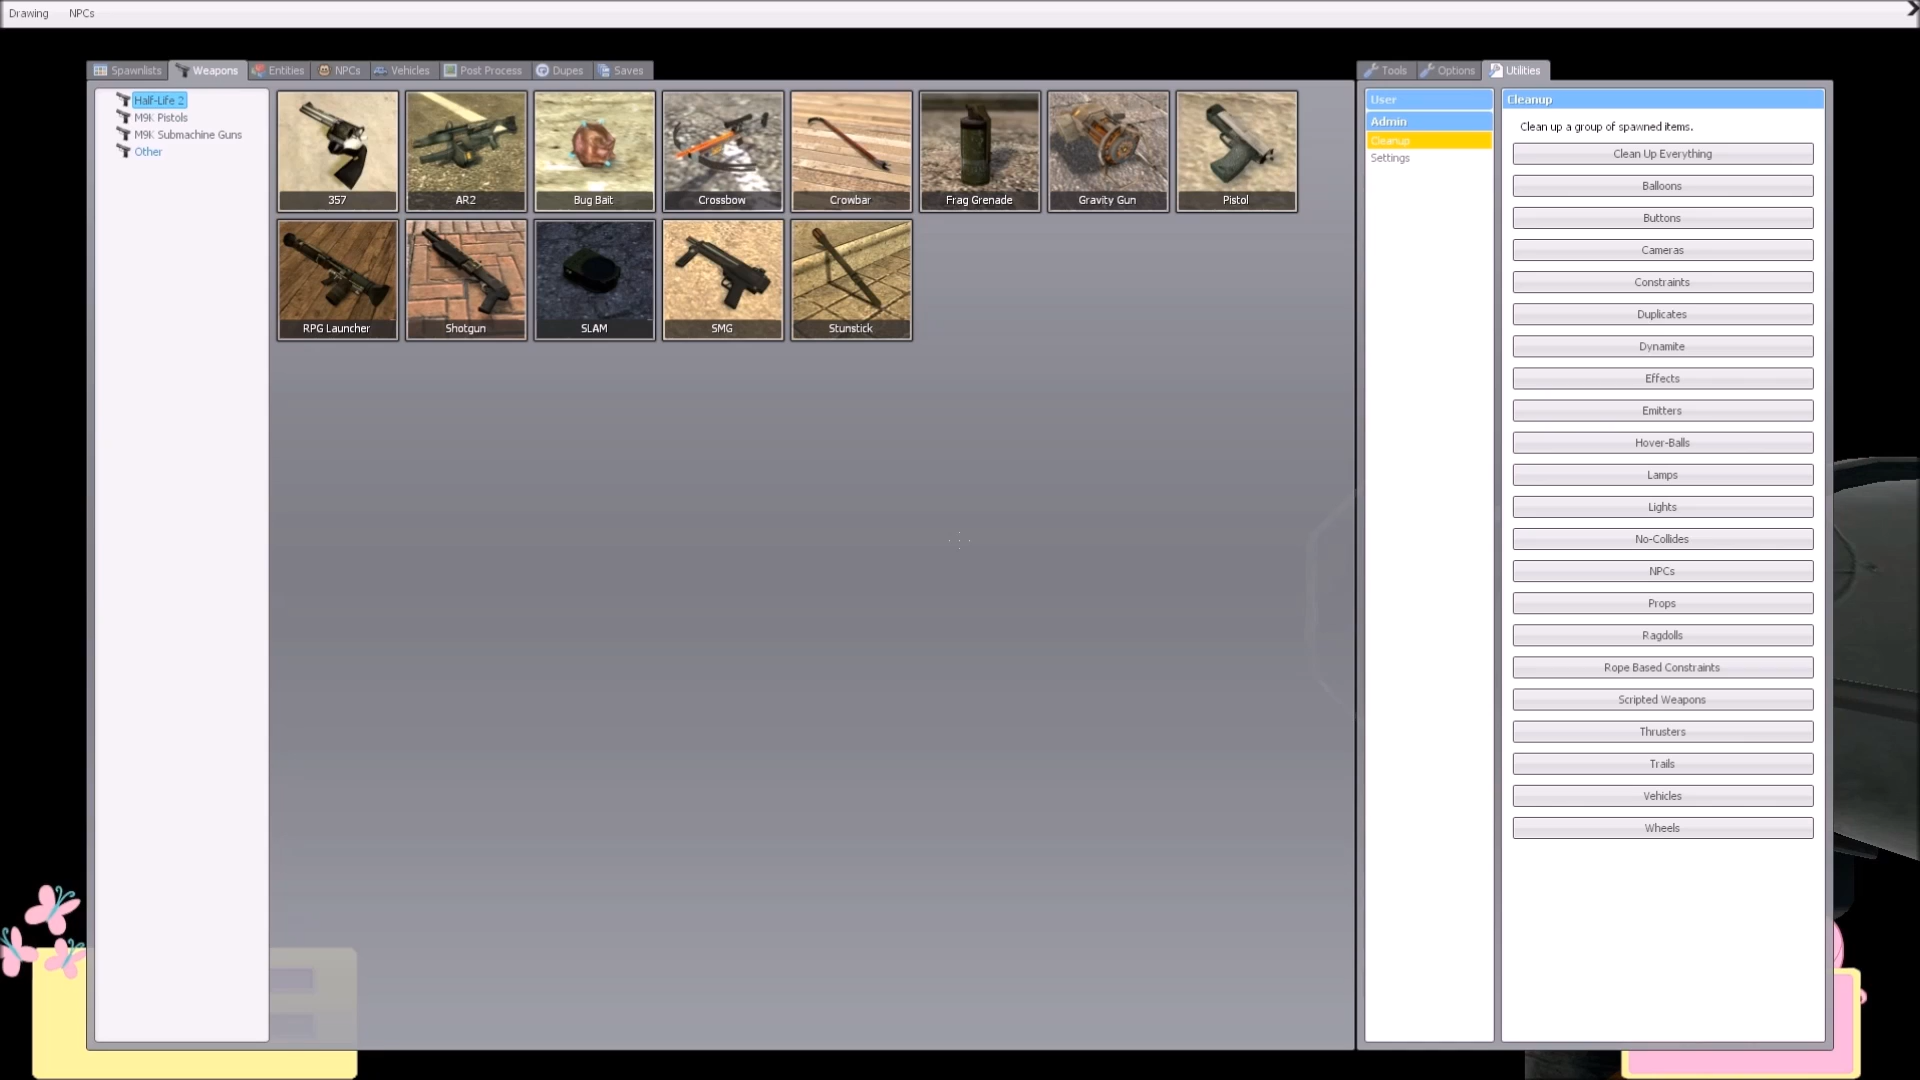 Drawing NPCs
Spawnlists Weapons Entities NPCs Vehicles Post Process Dupes Saves
Tools Options Utilities
Half-Life 2
M9K Pistols
M9K Submachine Guns
Other
357 AR2 Bug Bait Crossbow Crowbar Frag Grenade Gravity Gun Pistol
RPG Launcher Shotgun SLAM SMG Stunstick
User
Admin
Cleanup
Settings
Cleanup
Clean up a group of spawned items.
Clean Up Everything
Balloons
Buttons
Cameras
Constraints
Duplicates
Dynamite
Effects
Emitters
Hover-Balls
Lamps
Lights
No-Collides
NPCs
Props
Ragdolls
Rope Based Constraints
Scripted Weapons
Thrusters
Trails
Vehicles
Wheels